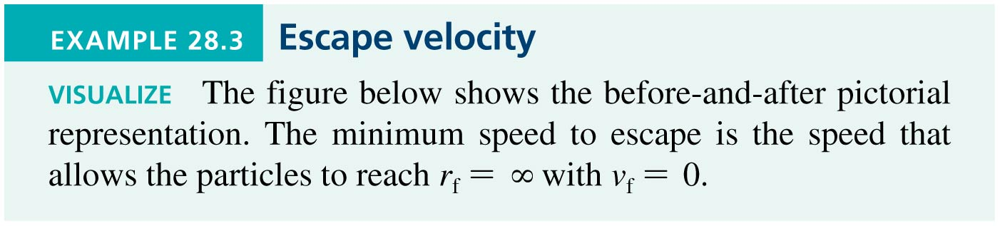 EXAMPLE 28.3 Escape velocity
VISUALIZE The figure below shows the before-and-after pictorial
representation. The minimum speed to escape is the speed that
allows the particles to reach r_f = ∞ with v_f = 0.